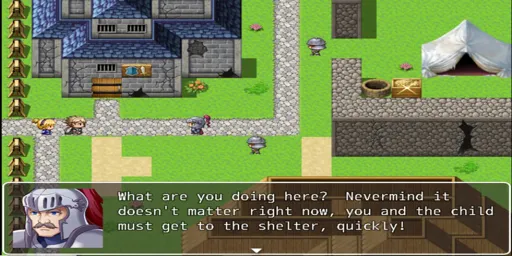 What are you doing here?  Nevermind it
doesn't matter right now, you and the child
must get to the shelter, quickly!